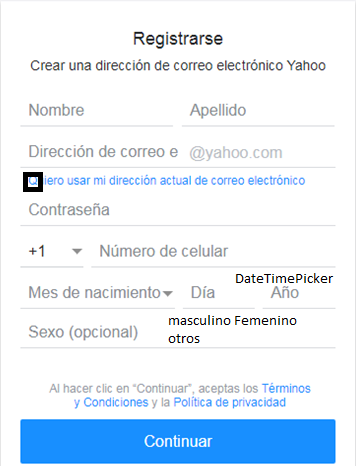 Registrarse
Crear una dirección de correo electrónico Yahoo
Nombre Apellido
Dirección de correo e @yahoo.com
Quiero usar mi dirección actual de correo electrónico
Contraseña
+1 Número de celular
DateTimePicker
Mes de nacimiento Día Año
masculino Femenino
Sexo (opcional)
otros
Al hacer clic en “Continuar”, aceptas los Términos
y Condiciones y la Política de privacidad
Continuar